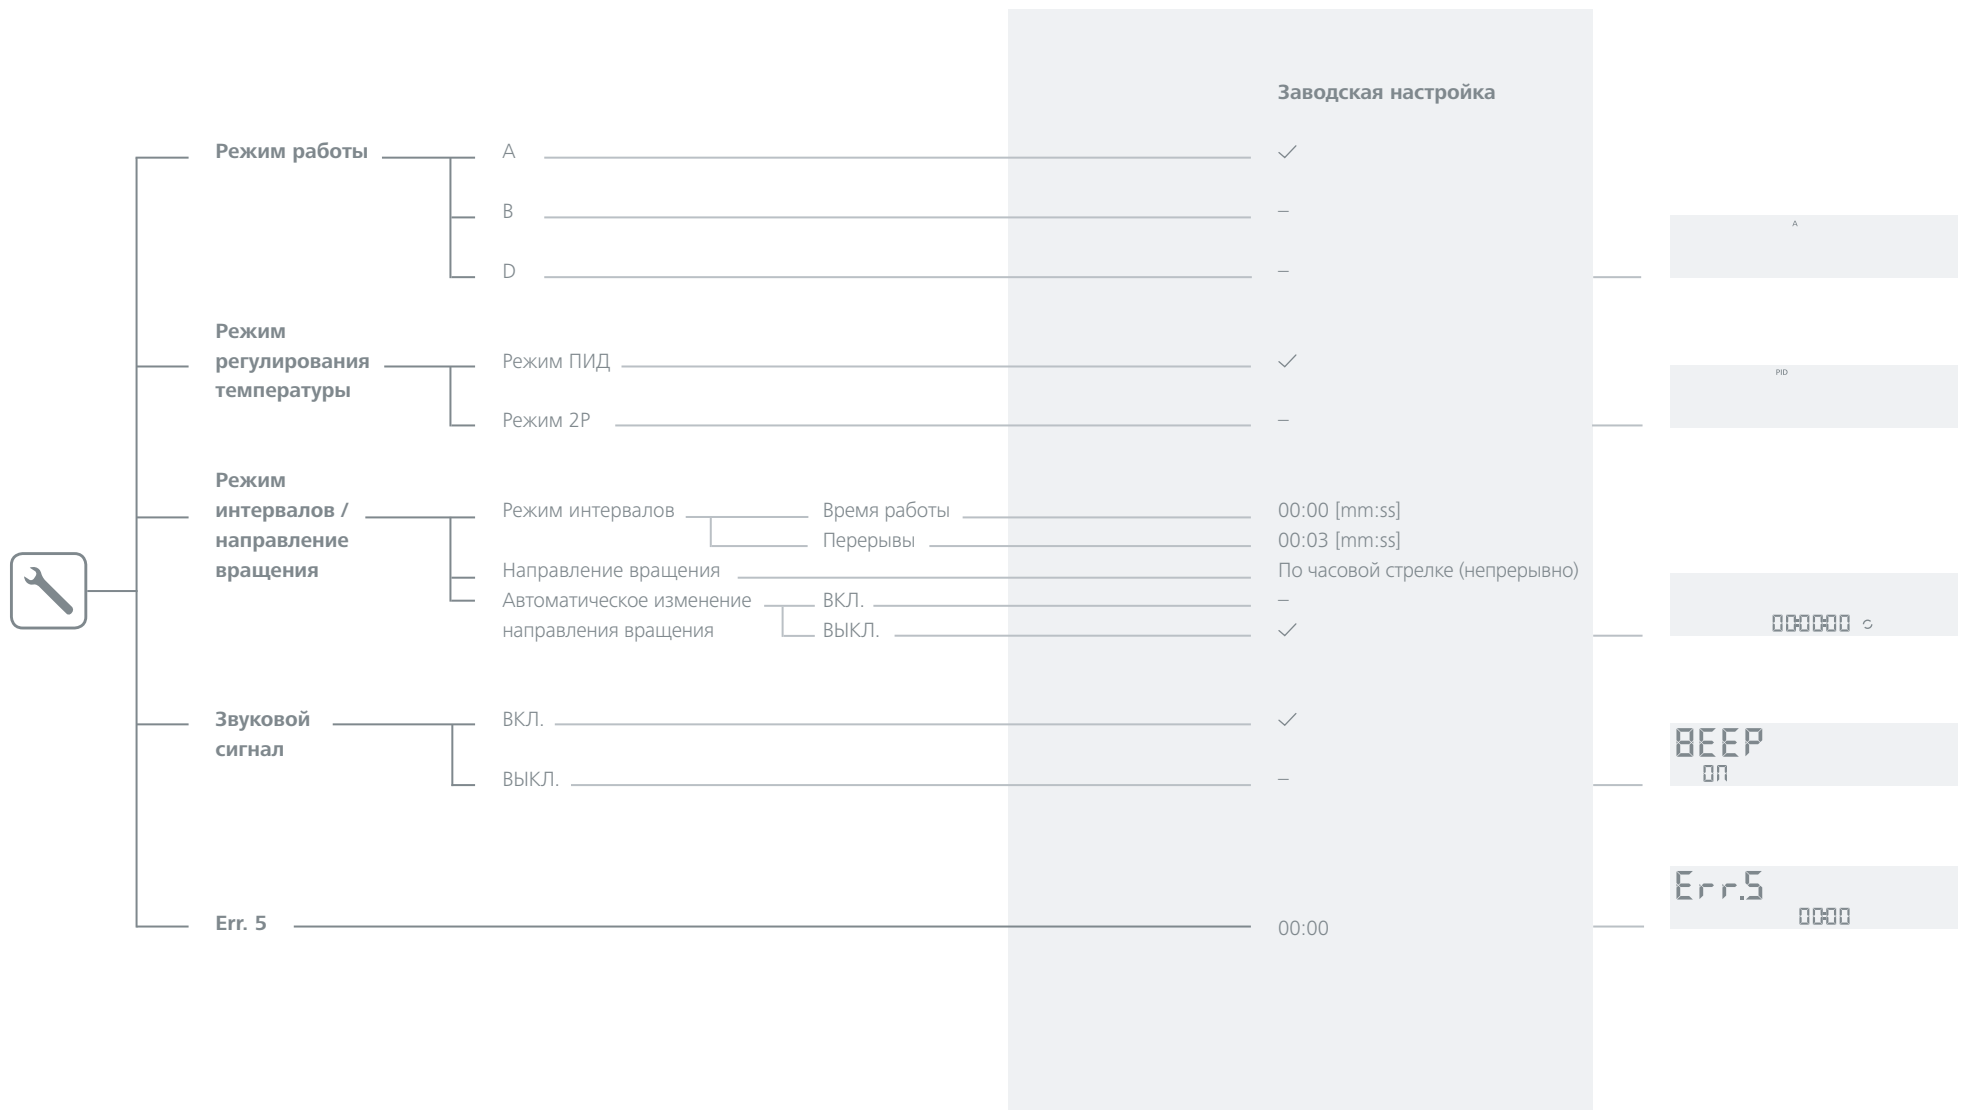 Заводская настройка
Режим работы
A
B
–
A
D
–
Режим
регулирования
температуры
Режим ПИД
PID
Режим 2P
–
Режим
интервалов /
направление
вращения
Режим интервалов
Время работы
00:00 [mm:ss]
Перерывы
00:03 [mm:ss]
Направление вращения
По часовой стрелке (непрерывно)
Автоматическое изменение
направления вращения
ВКЛ.
–
ВЫКЛ.
00:00:00
Звуковой
сигнал
ВКЛ.
BEEP
ON
ВЫКЛ.
–
Err. 5
00:00
Err.5
00:00